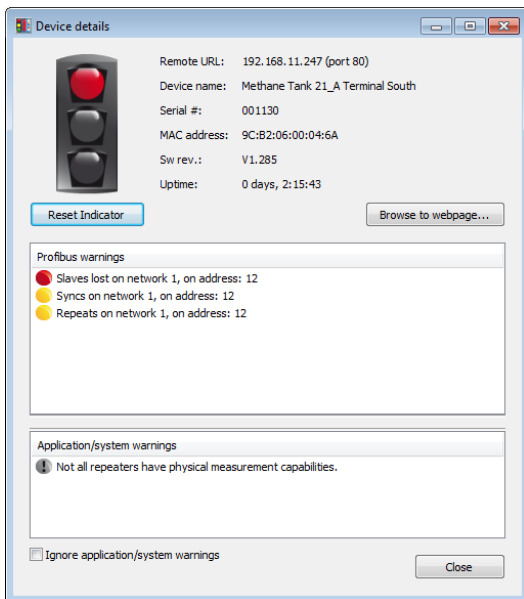 Device details
Remote URL: 192.168.11.247 (port 80)
Device name: Methane Tank 21_A Terminal South
Serial #: 001130
MAC address: 9C:B2:06:00:04:6A
Sw rev.: V1.285
Uptime: 0 days, 2:15:43
Reset Indicator Browse to webpage...
Profibus warnings
Slaves lost on network 1, on address: 12
Syncs on network 1, on address: 12
Repeats on network 1, on address: 12
Application/system warnings
Not all repeaters have physical measurement capabilities.
Ignore application/system warnings
Close